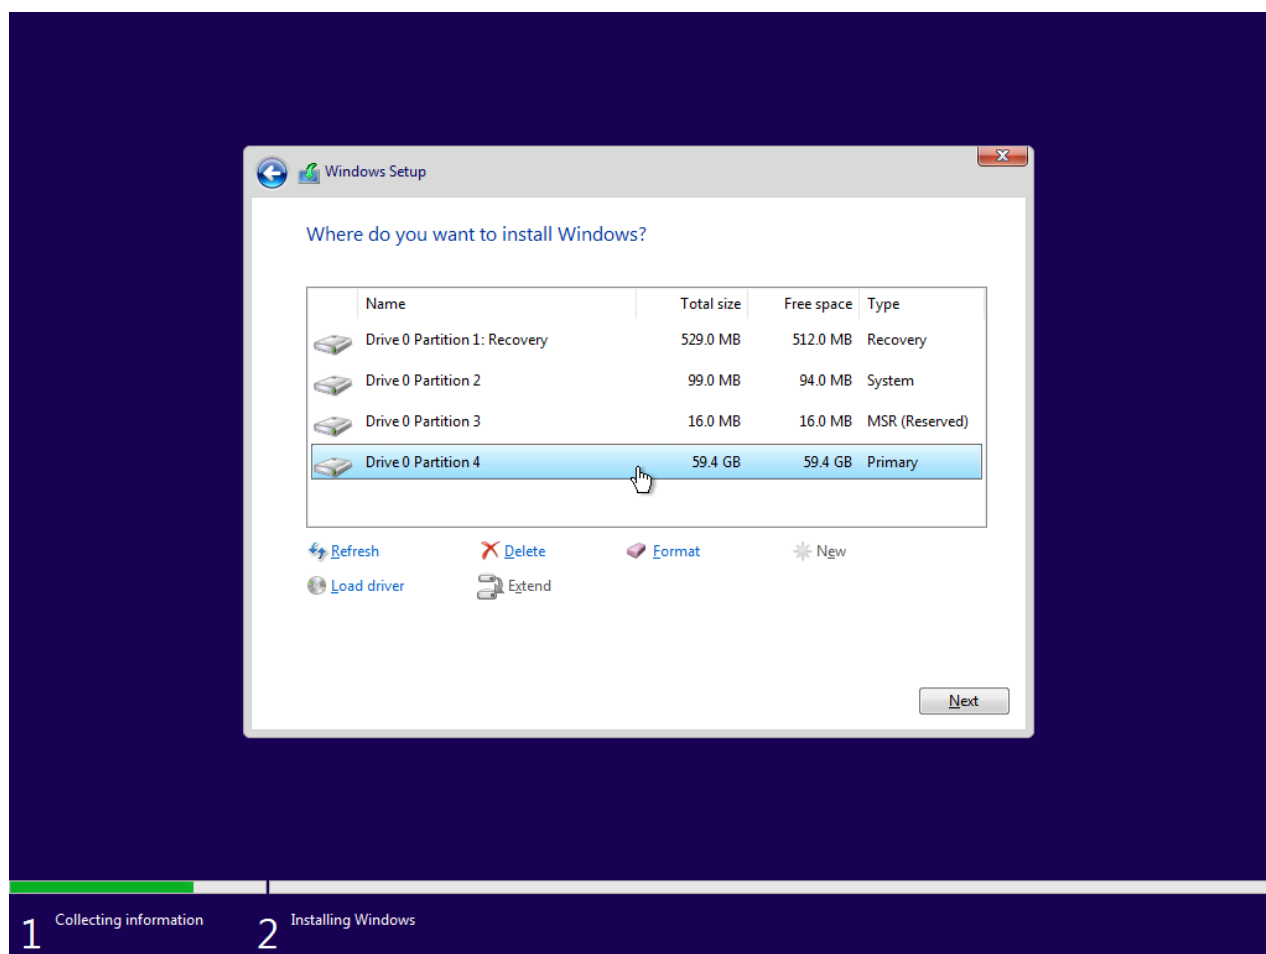 Windows Setup
Where do you want to install Windows?
Name Total size Free space Type
Drive 0 Partition 1: Recovery 529.0 MB 512.0 MB Recovery
Drive 0 Partition 2 99.0 MB 94.0 MB System
Drive 0 Partition 3 16.0 MB 16.0 MB MSR (Reserved)
Drive 0 Partition 4 59.4 GB 59.4 GB Primary
Refresh Delete Format New
Load driver Extend
Next
1 Collecting information 2 Installing Windows